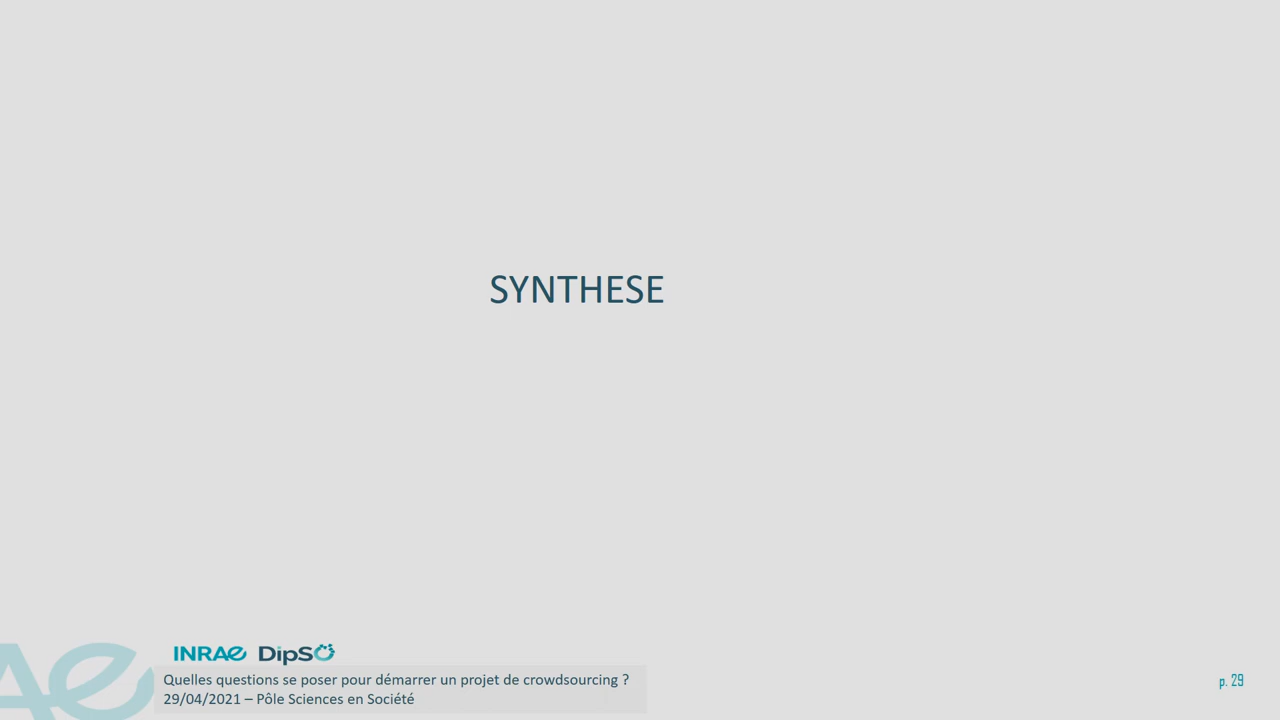 SYNTHESE
INRAE DipSO
Quelles questions se poser pour démarrer un projet de crowdsourcing ?
29/04/2021 – Pôle Sciences en Société
p. 29